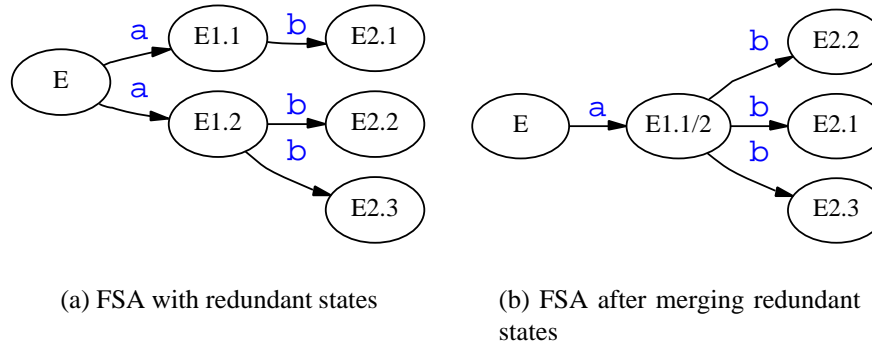 a
E1.1
b
E2.1
E
a
E1.2
b
E2.2
b
E2.3
(a) FSA with redundant states
E
a
E1.1/2
b
E2.2
b
E2.1
b
E2.3
(b) FSA after merging redundant
states